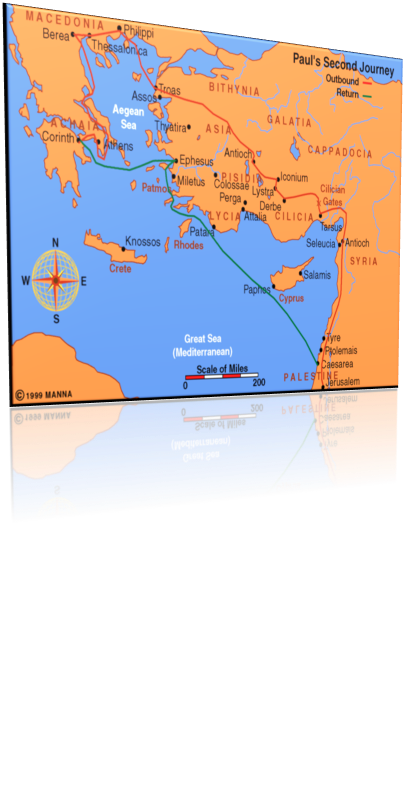 MACEDONIA
Philippi
Berea
Thessalonica
Paul's Second Journey
Outbound
Return
Troas
Assos
BITHYNIA
Aegean
Sea
GALATIA
ACHAIA
Thyatira
ASIA
Corinth
Athens
CAPPADOCIA
Antioch
Ephesus
Miletus
Patmos
PISIDIA
Colossae
Iconium
Lystra
Cilician
Gates
Perga
Derbe
LYCIA
Attalia
CILICIA
Tarsus
Patara
Seleucia
Antioch
N
Knossos
Rhodes
SYRIA
Crete
W
E
Salamis
Paphos
Cyprus
S
Great Sea
(Mediterranean)
Tyre
Ptolemais
Scale of Miles
Caesarea
0
200
PALESTINE
Jerusalem
©1999 MANNA